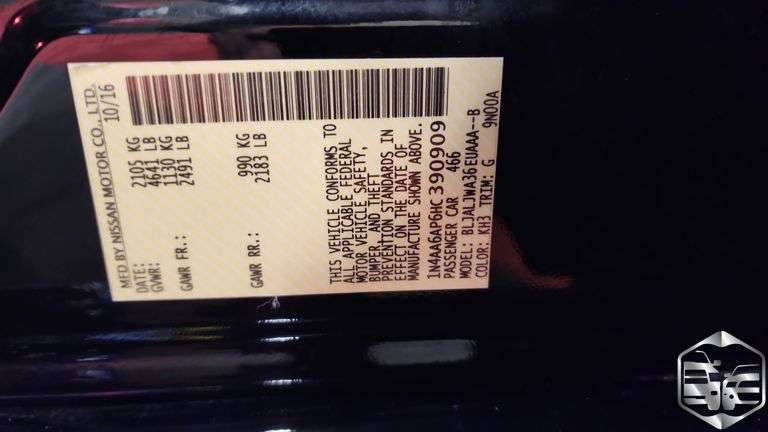 MFD BY NISSAN MOTOR CO., LTD.
DATE: 10/16
GVWR: 2105 KG
4641 LB
GAWR FR.: 1130 KG
2491 LB
GAWR RR.: 990 KG
2183 LB
THIS VEHICLE CONFORMS TO
ALL APPLICABLE FEDERAL
MOTOR VEHICLE SAFETY,
BUMPER, AND THEFT
PREVENTION STANDARDS IN
EFFECT ON THE DATE OF
MANUFACTURE SHOWN ABOVE.
1N4AA6AP6HC390909
PASSENGER CAR 466
MODEL: BLJALJWA36EUAAA--B
COLOR: KH3 TRIM: G 9N00A